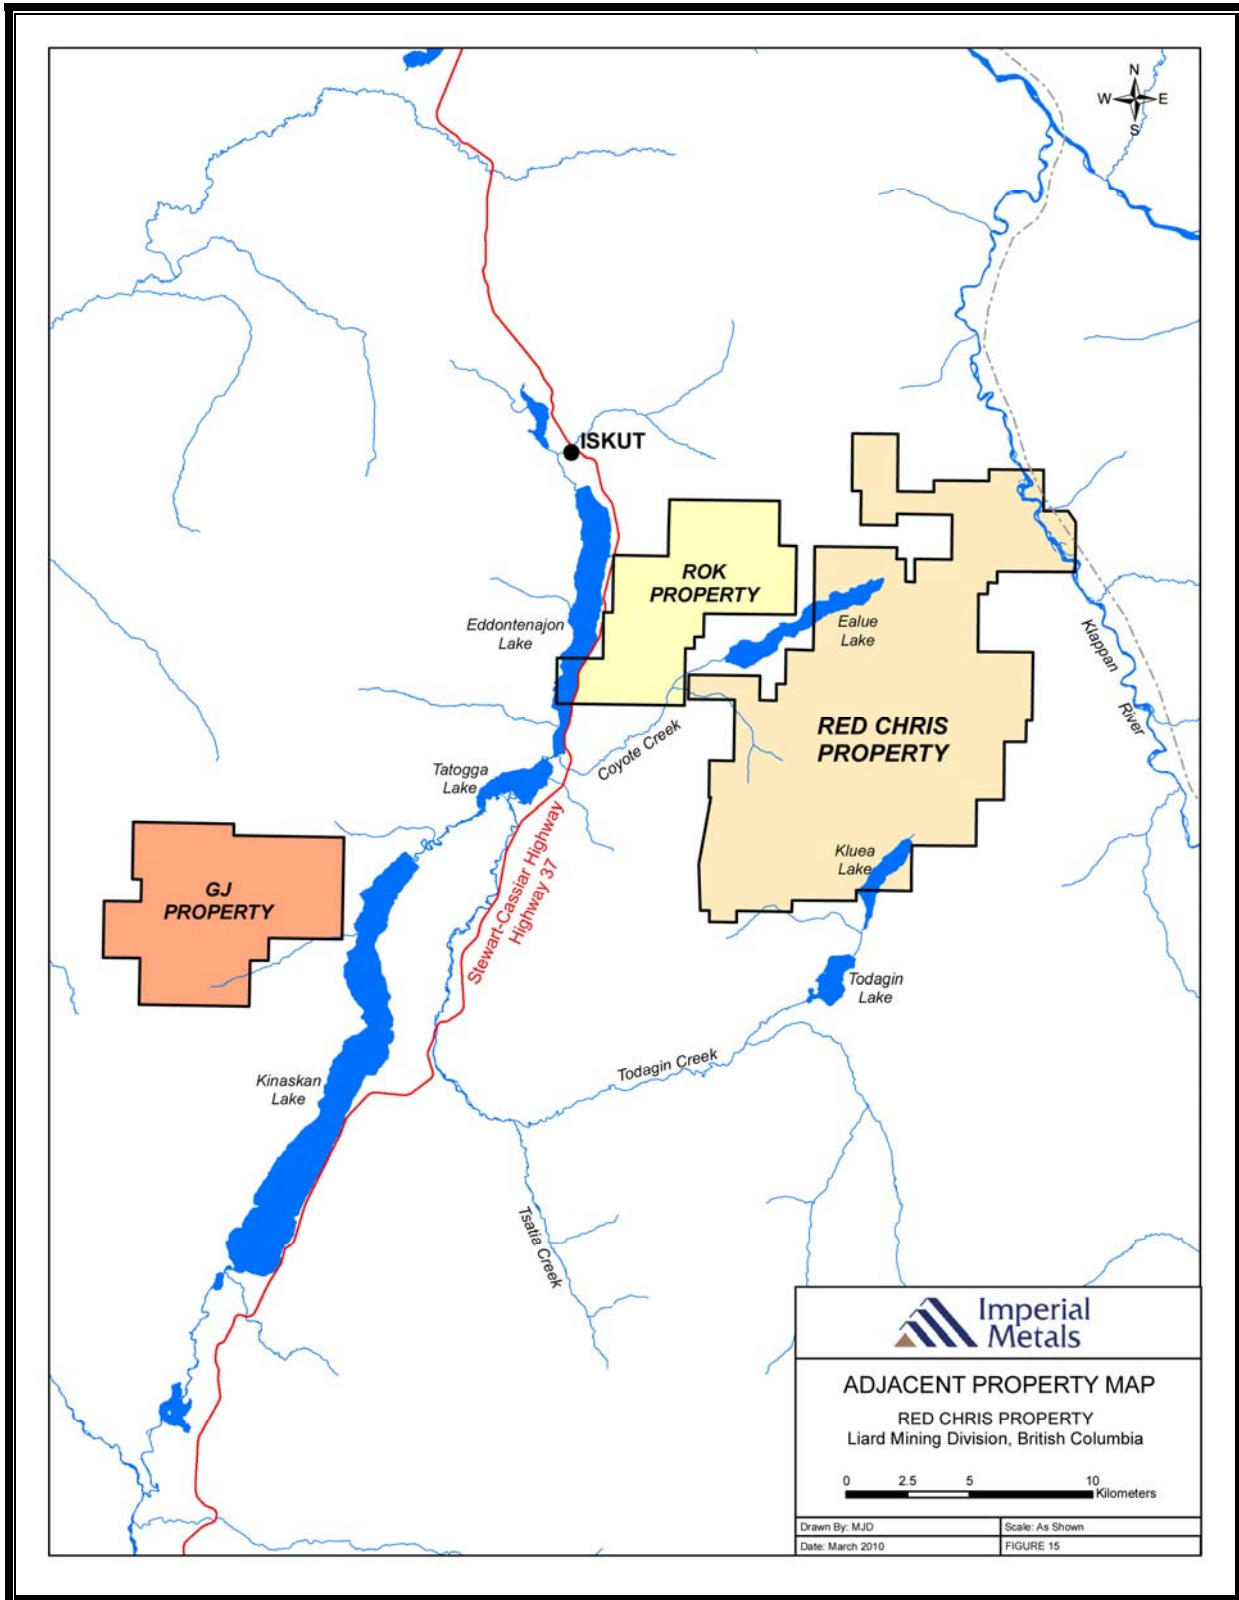 N
W E
S
ISKUT
ROK
PROPERTY
Eddontenajon
Lake
Ealue
Lake
Klappan
River
RED CHRIS
PROPERTY
Coyote Creek
Tatogga
Lake
Stewart-Cassiar Highway
Highway 37
Kluea
Lake
GJ
PROPERTY
Todagin
Lake
Todagin Creek
Kinaskan
Lake
Tsatia Creek
Imperial
Metals
ADJACENT PROPERTY MAP
RED CHRIS PROPERTY
Liard Mining Division, British Columbia
0 2.5 5 10
Kilometers
Drawn By: MJD
Scale: As Shown
Date: March 2010
FIGURE 15